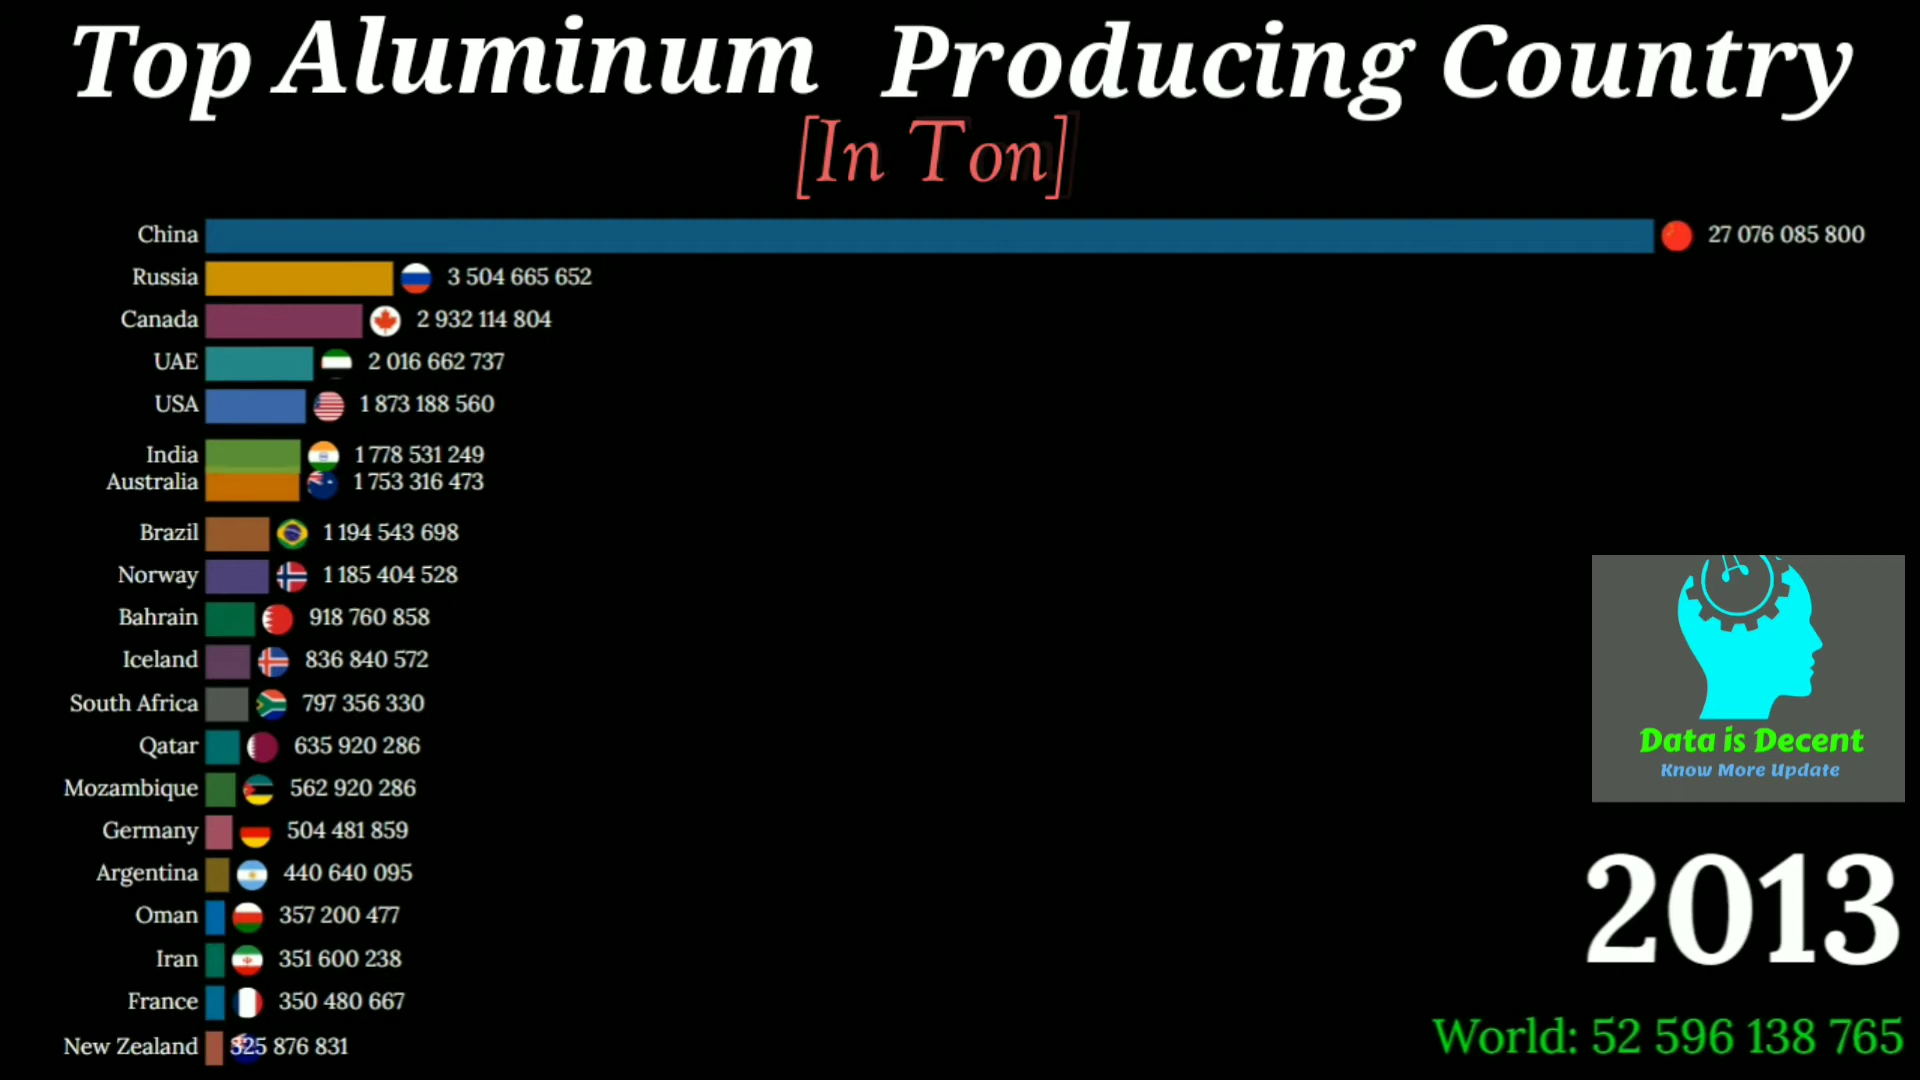 Top Aluminum Producing Country
[In Ton]
China 27 076 085 800
Russia 3 504 665 652
Canada 2 932 114 804
UAE 2 016 662 737
USA 1 873 188 560
India 1 778 531 249
Australia 1 753 316 473
Brazil 1 194 543 698
Norway 1 185 404 528
Bahrain 918 760 858
Iceland 836 840 572
South Africa 797 356 330
Qatar 635 920 286
Mozambique 562 920 286
Germany 504 481 859
Argentina 440 640 095
Oman 357 200 477
Iran 351 600 238
France 350 480 667
New Zealand 325 876 831
Data is Decent
Know More Update
2013
World: 52 596 138 765